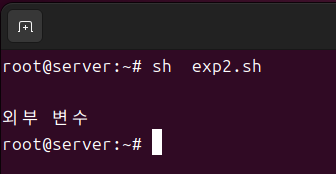 root@server:~# sh  exp2.sh

외부 변수
root@server:~#